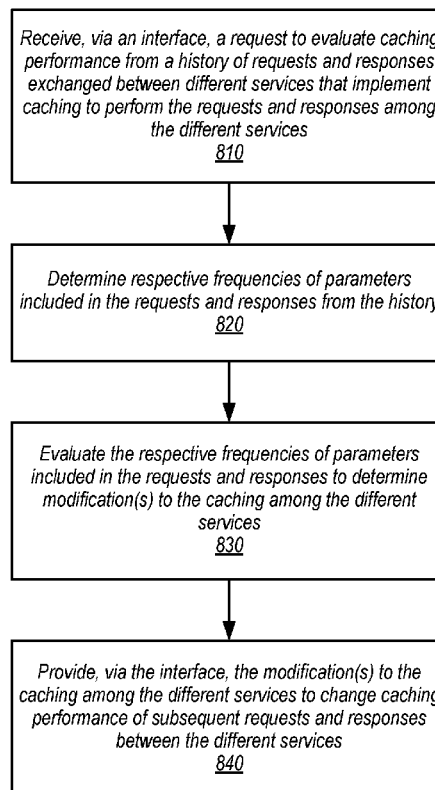 Receive, via an interface, a request to evaluate caching
performance from a history of requests and responses
exchanged between different services that implement
caching to perform the requests and responses among
the different services
810
Determine respective frequencies of parameters
included in the requests and responses from the history
820
Evaluate the respective frequencies of parameters
included in the requests and responses to determine
modification(s) to the caching among the different
services
830
Provide, via the interface, the modification(s) to the
caching among the different services to change caching
performance of subsequent requests and responses
between the different services
840